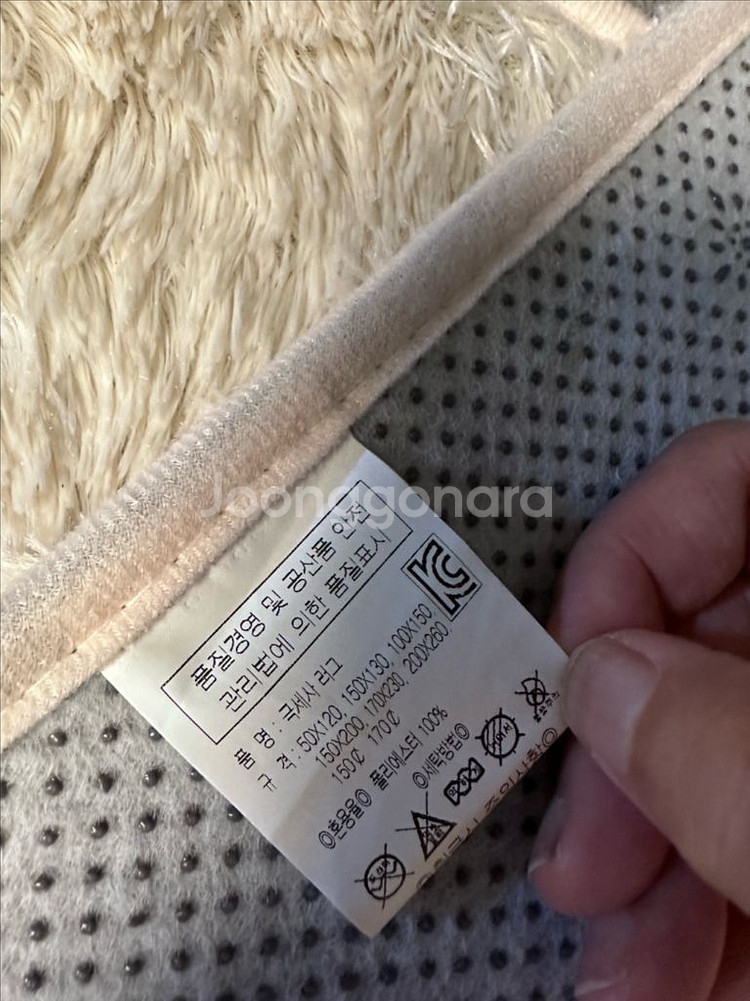 Joonggonara
품질경영 및 공산품 안전
관리법에 의한 품질표시
품 명 : 극세사 러그
규 격 : 50X120, 150X130, 100X150
150X200, 170X230, 200X260,
150₵ 170₵
◎혼용율◎ 폴리에스터 100%
◎세탁방법◎